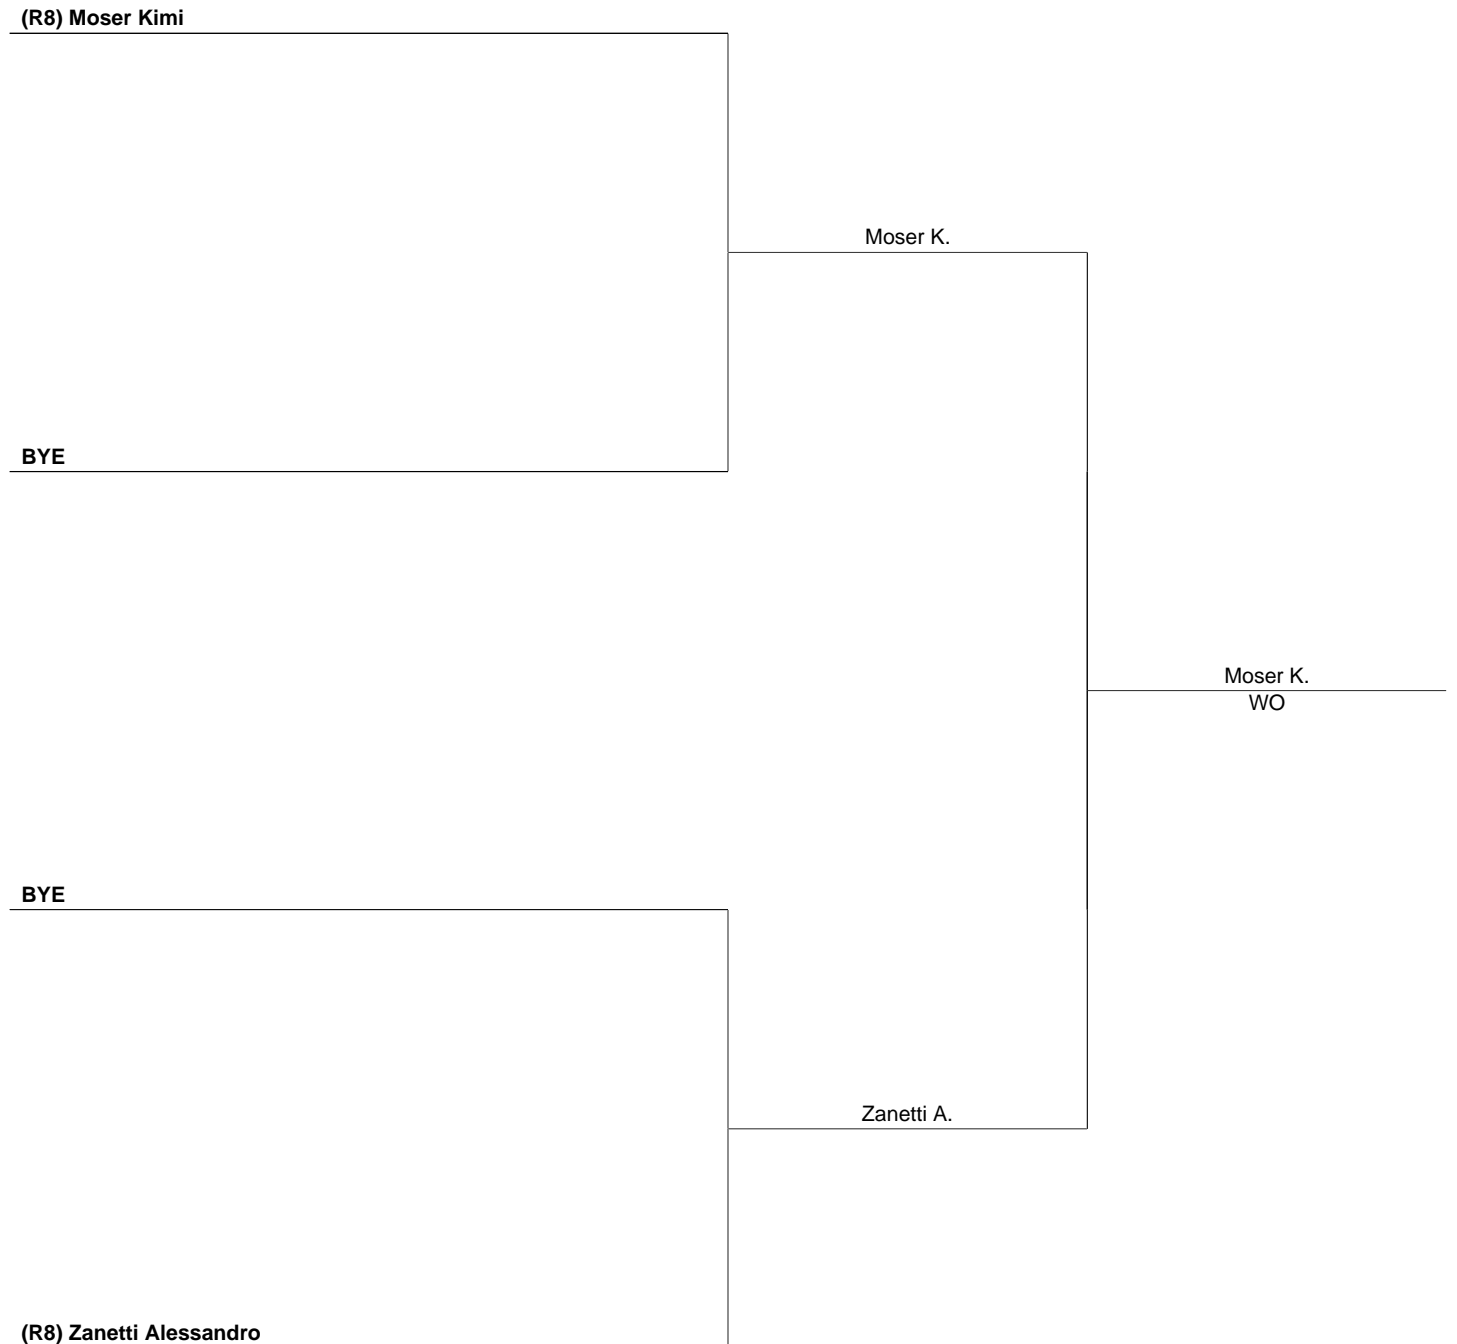 (R8) Moser Kimi
Moser K.
BYE
Moser K.
WO
BYE
Zanetti A.
(R8) Zanetti Alessandro